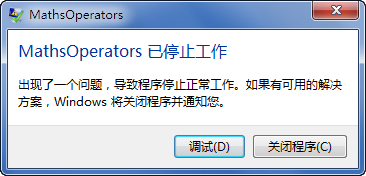 MathsOperators
MathsOperators 已停止工作
出现了一个问题，导致程序停止正常工作。如果有可用的解决
方案，Windows 将关闭程序并通知您。
调试(D)
关闭程序(C)